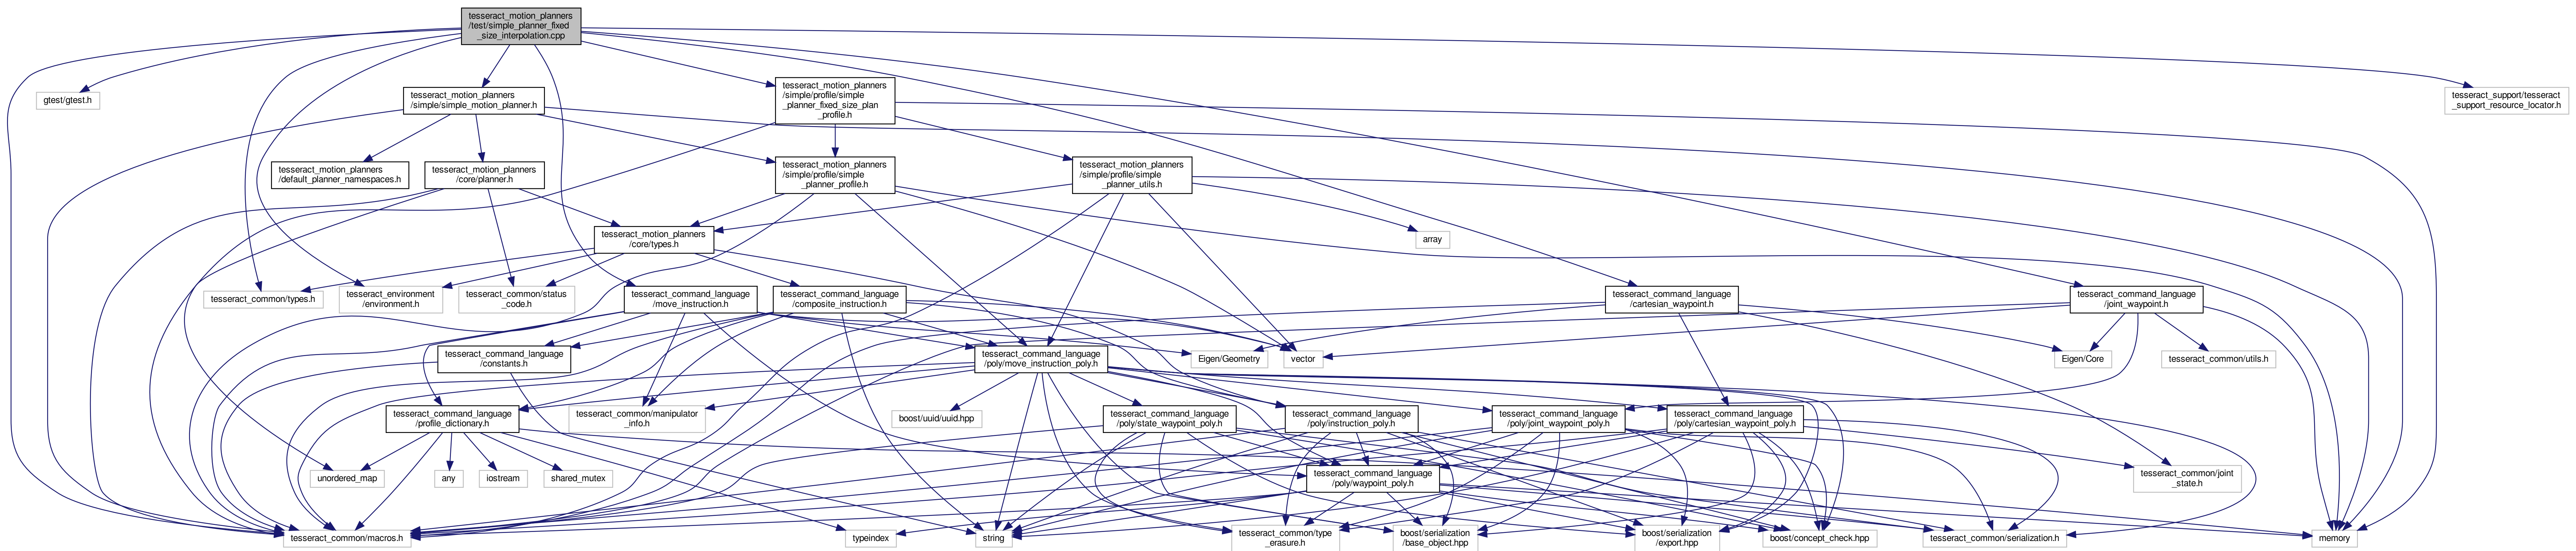 tesseract_motion_planners
/test/simple_planner_fixed
_size_interpolation.cpp
gtest/gtest.h
tesseract_motion_planners
/simple/simple_motion_planner.h
tesseract_motion_planners
/simple/profile/simple
_planner_fixed_size_plan
_profile.h
tesseract_support/tesseract
_support_resource_locator.h
tesseract_motion_planners
/default_planner_namespaces.h
tesseract_motion_planners
/core/planner.h
tesseract_motion_planners
/simple/profile/simple
_planner_profile.h
tesseract_motion_planners
/simple/profile/simple
_planner_utils.h
tesseract_motion_planners
/core/types.h
array
tesseract_common/types.h
tesseract_environment
/environment.h
tesseract_common/status
_code.h
tesseract_command_language
/move_instruction.h
tesseract_command_language
/composite_instruction.h
tesseract_command_language
/cartesian_waypoint.h
tesseract_command_language
/joint_waypoint.h
tesseract_command_language
/constants.h
tesseract_command_language
/poly/move_instruction_poly.h
Eigen/Geometry
vector
Eigen/Core
tesseract_common/utils.h
tesseract_command_language
/profile_dictionary.h
tesseract_common/manipulator
_info.h
boost/uuid/uuid.hpp
tesseract_command_language
/poly/state_waypoint_poly.h
tesseract_command_language
/poly/instruction_poly.h
tesseract_command_language
/poly/joint_waypoint_poly.h
tesseract_command_language
/poly/cartesian_waypoint_poly.h
unordered_map
any
iostream
shared_mutex
tesseract_command_language
/poly/waypoint_poly.h
tesseract_common/joint
_state.h
tesseract_common/macros.h
typeindex
string
tesseract_common/type
_erasure.h
boost/serialization
/base_object.hpp
boost/serialization
/export.hpp
boost/concept_check.hpp
tesseract_common/serialization.h
memory